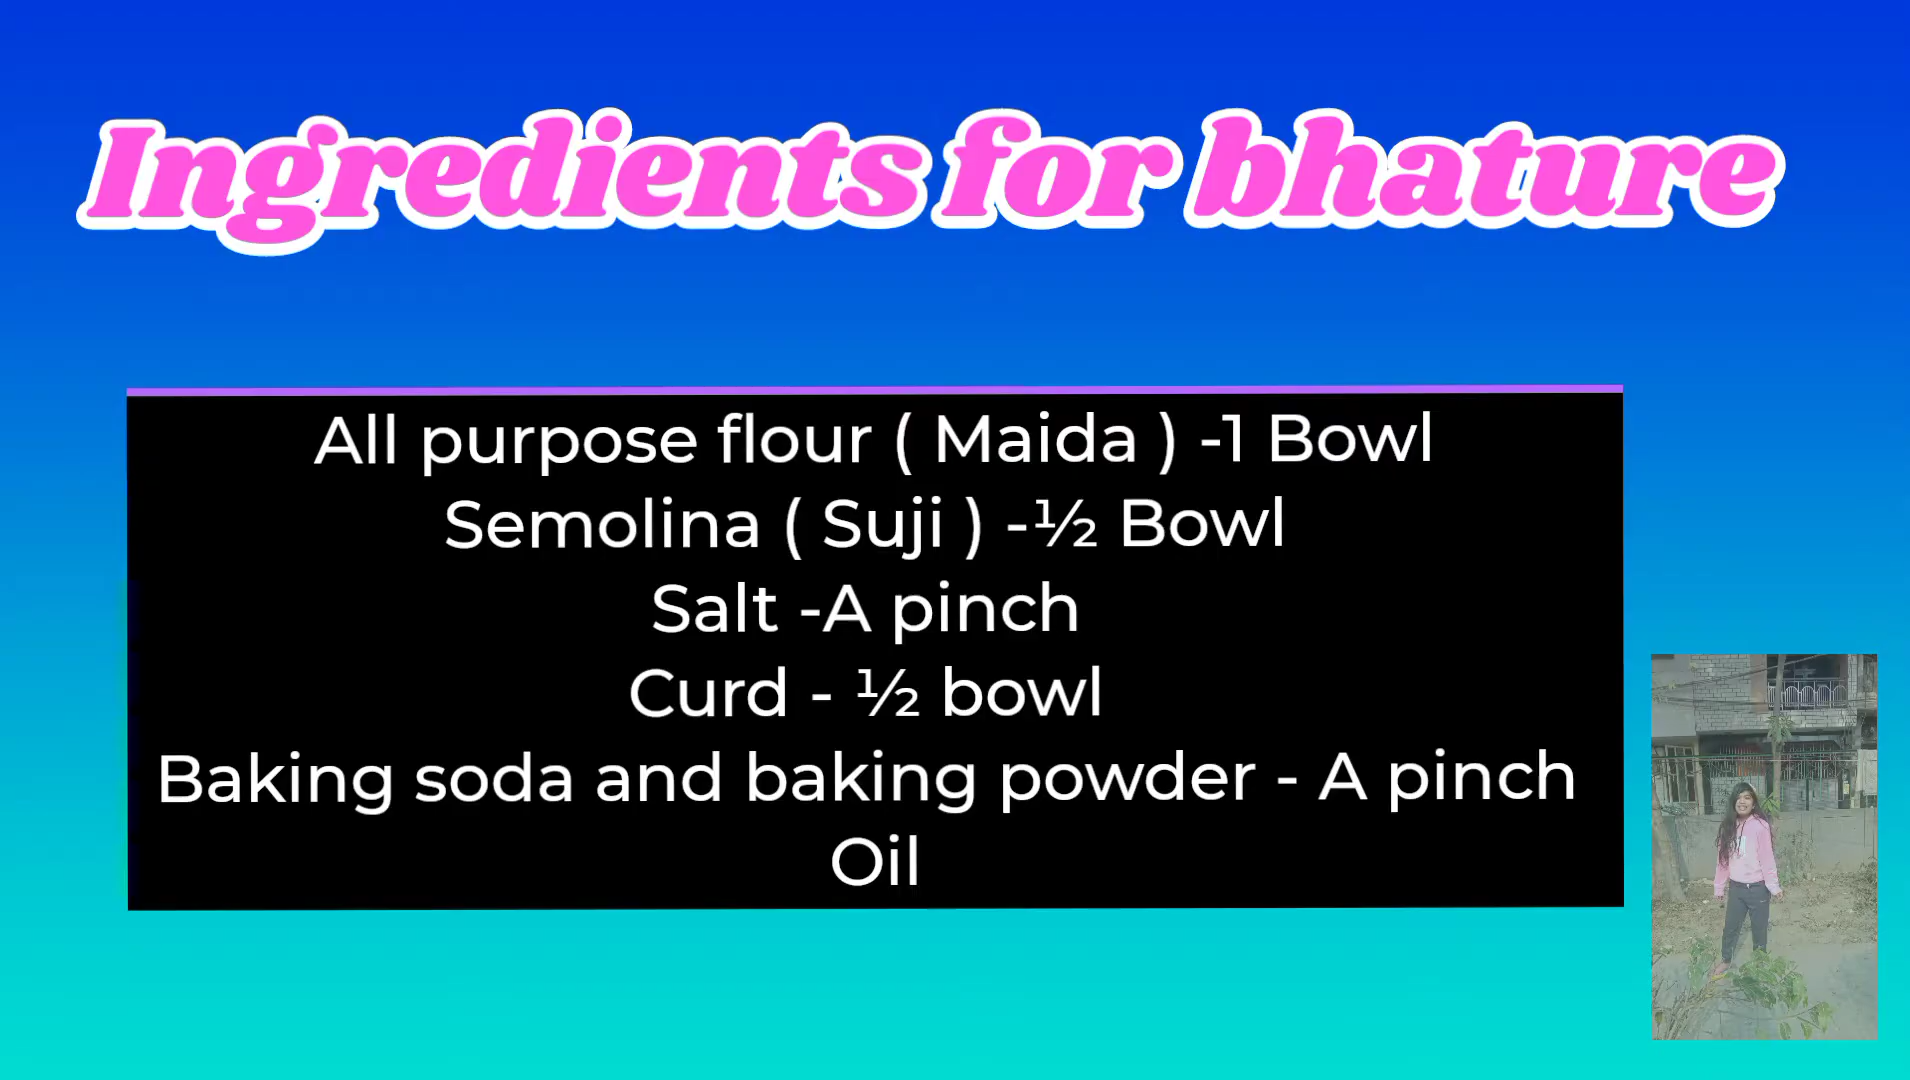 Ingredients for bhature
All purpose flour ( Maida ) -1 Bowl
Semolina ( Suji ) -½ Bowl
Salt -A pinch
Curd - ½ bowl
Baking soda and baking powder - A pinch
Oil